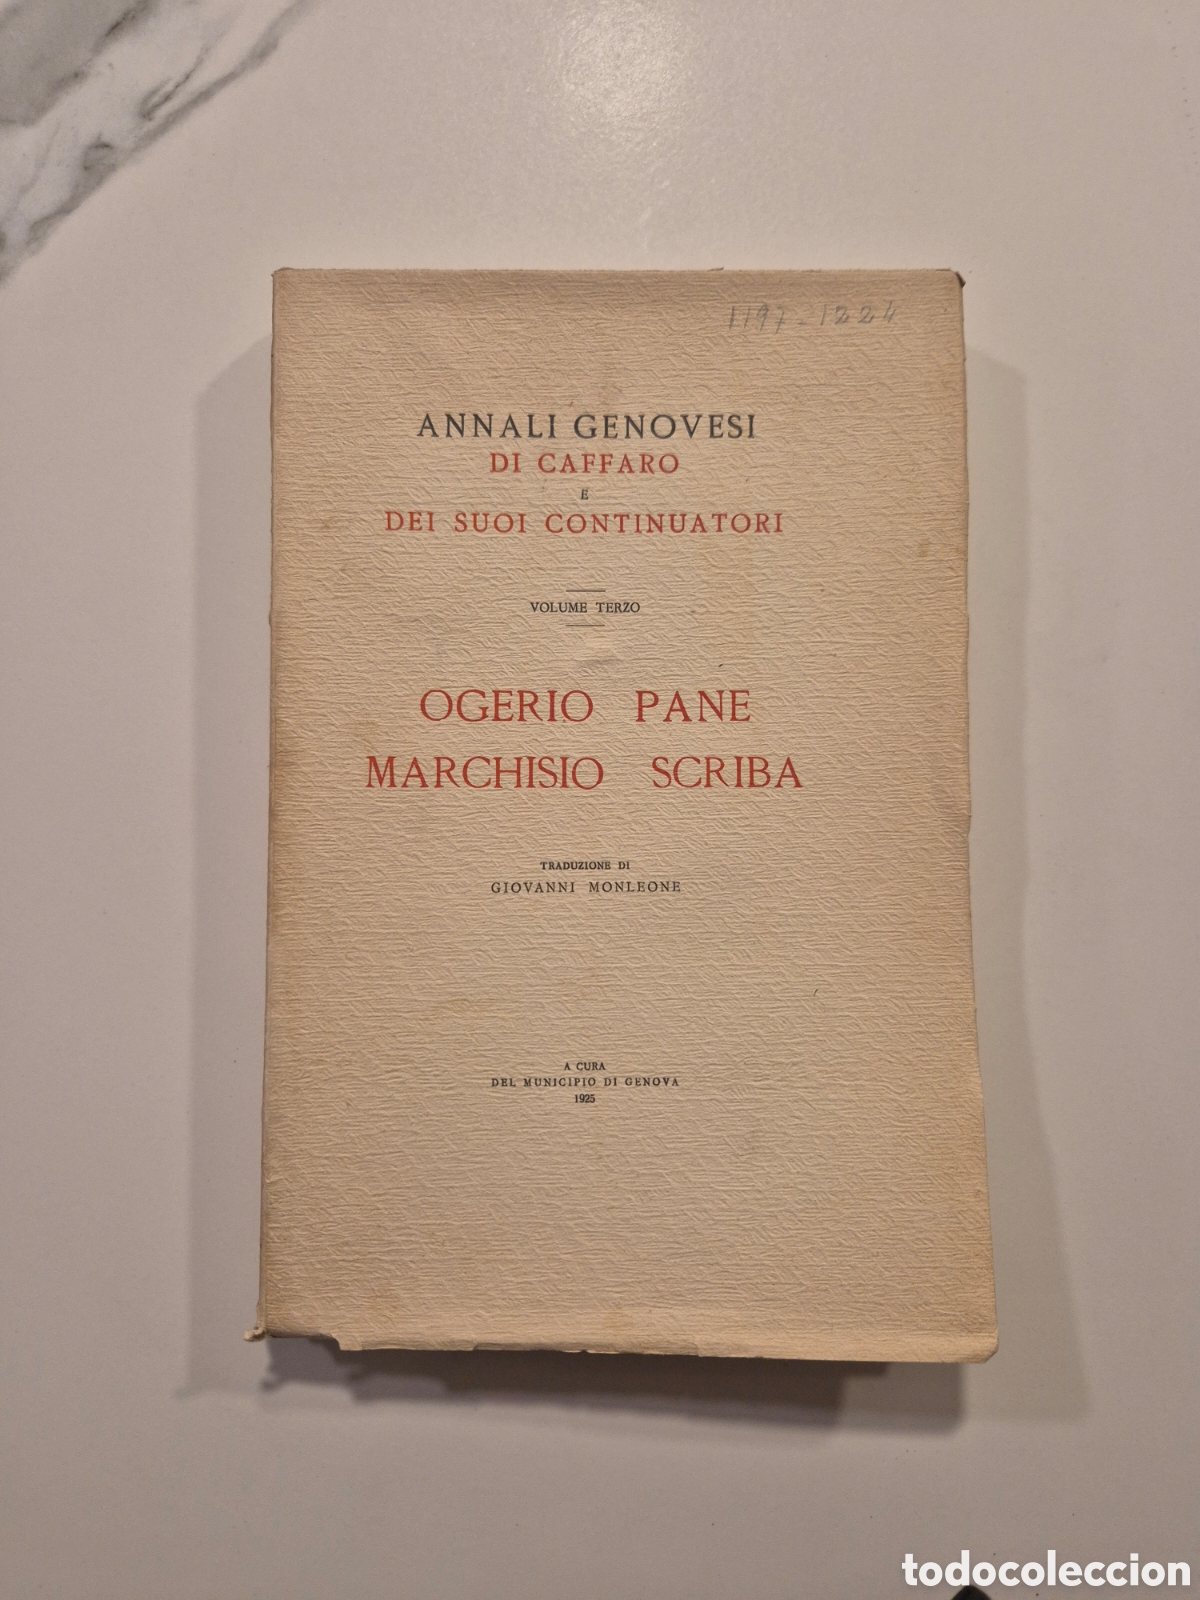 1197-1224
ANNALI GENOVESI
DI CAFFARO
E
DEI SUOI CONTINUATORI
VOLUME TERZO
OGERIO PANE
MARCHISIO SCRIBA
TRADUZIONE DI
GIOVANNI MONLEONE
A CURA
DEL MUNICIPIO DI GENOVA
1925
todocoleccion